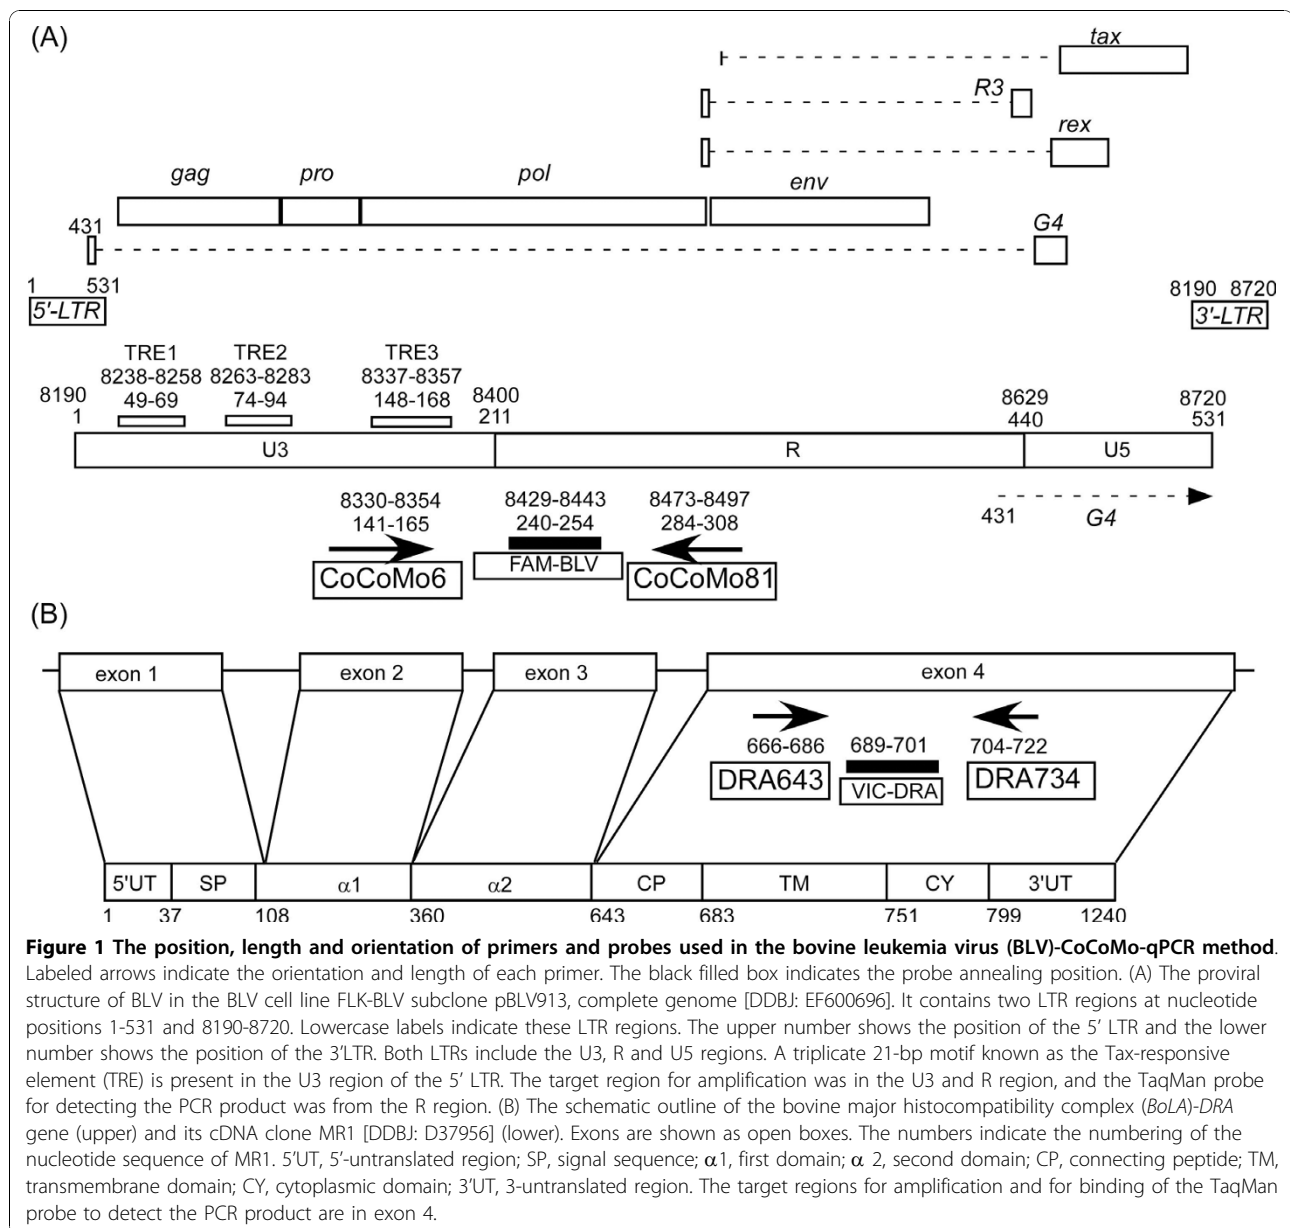 (A)
tax
R3
rex
gag pro pol env
431 G4
1 531
5'-LTR
8190 8720
3'-LTR
TRE1 TRE2 TRE3
8238-8258 8263-8283 8337-8357
8190 49-69 74-94 148-168 8400 8629 8720
1 211 440 531
U3 R U5
8330-8354 8429-8443 8473-8497
141-165 240-254 284-308
431 G4
CoCoMo6 FAM-BLV CoCoMo81
(B)
exon 1 exon 2 exon 3 exon 4
666-686 689-701 704-722
DRA643 VIC-DRA DRA734
5'UT SP α1 α2 CP TM CY 3'UT
1 37 108 360 643 683 751 799 1240
Figure 1 The position, length and orientation of primers and probes used in the bovine leukemia virus (BLV)-CoCoMo-qPCR method.
Labeled arrows indicate the orientation and length of each primer. The black filled box indicates the probe annealing position. (A) The proviral
structure of BLV in the BLV cell line FLK-BLV subclone pBLV913, complete genome [DDBJ: EF600696]. It contains two LTR regions at nucleotide
positions 1-531 and 8190-8720. Lowercase labels indicate these LTR regions. The upper number shows the position of the 5’ LTR and the lower
number shows the position of the 3’LTR. Both LTRs include the U3, R and U5 regions. A triplicate 21-bp motif known as the Tax-responsive
element (TRE) is present in the U3 region of the 5’ LTR. The target region for amplification was in the U3 and R region, and the TaqMan probe
for detecting the PCR product was from the R region. (B) The schematic outline of the bovine major histocompatibility complex (BoLA)-DRA
gene (upper) and its cDNA clone MR1 [DDBJ: D37956] (lower). Exons are shown as open boxes. The numbers indicate the numbering of the
nucleotide sequence of MR1. 5’UT, 5’-untranslated region; SP, signal sequence; α1, first domain; α 2, second domain; CP, connecting peptide; TM,
transmembrane domain; CY, cytoplasmic domain; 3’UT, 3-untranslated region. The target regions for amplification and for binding of the TaqMan
probe to detect the PCR product are in exon 4.